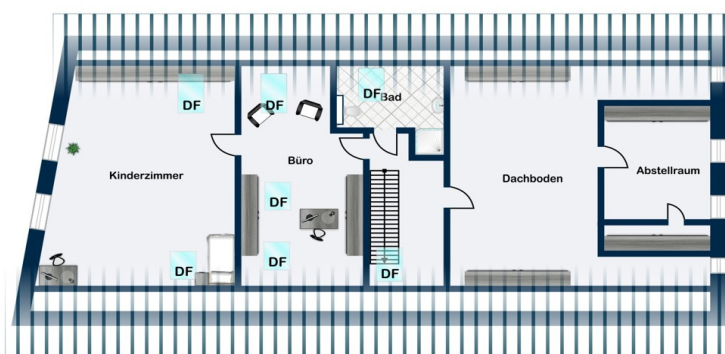 DF
DF
DF
Bad
Büro
Kinderzimmer
Dachboden
Abstellraum
DF
DF
DF
DF